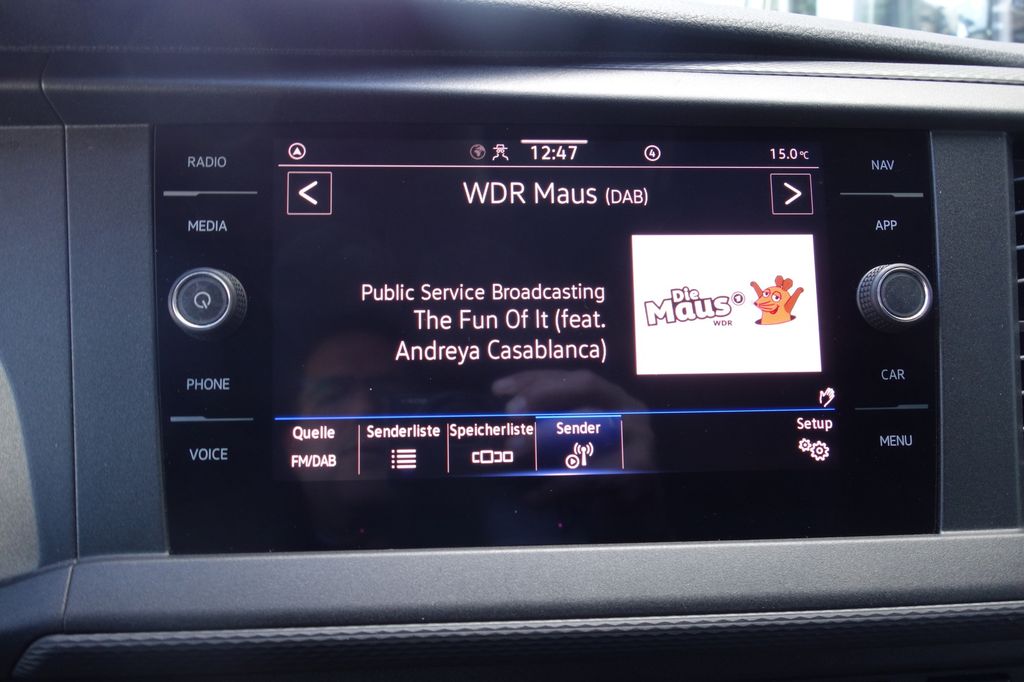 RADIO
MEDIA
PHONE
VOICE
12:47
4
15.0°C
< WDR Maus (DAB) >
Public Service Broadcasting
The Fun Of It (feat.
Andreya Casablanca)
Die
Maus
WDR
Quelle
FM/DAB
Senderliste
Speicherliste
Sender
Setup
NAV
APP
CAR
MENU